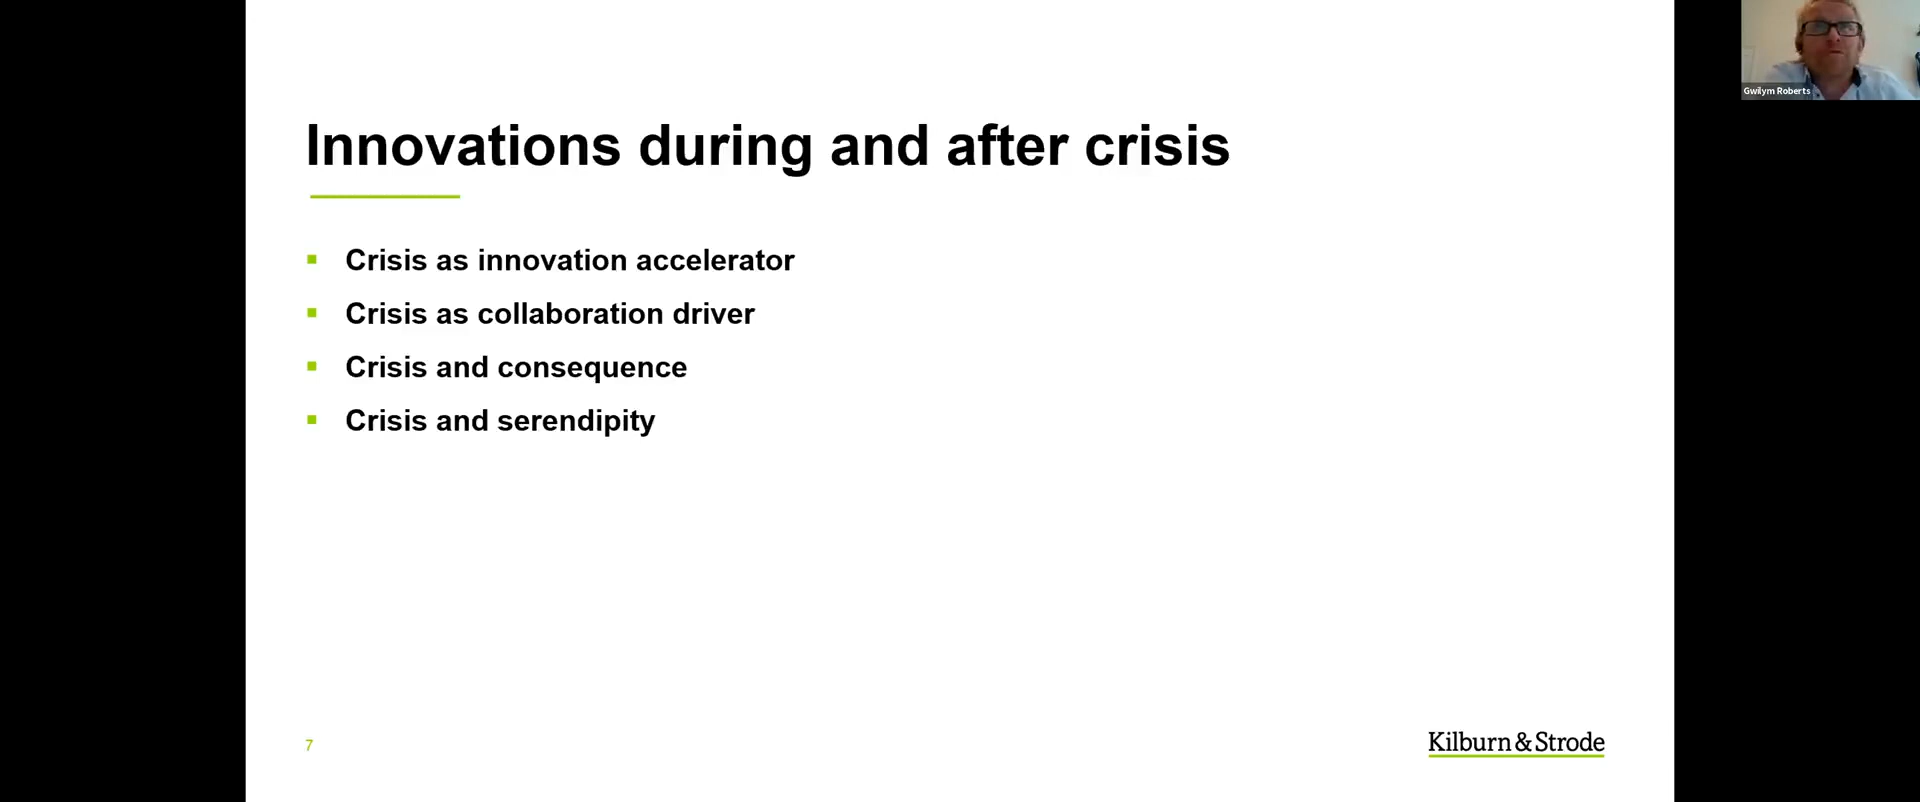 Innovations during and after crisis
Crisis as innovation accelerator
Crisis as collaboration driver
Crisis and consequence
Crisis and serendipity
7
Kilburn & Strode
Gwilym Roberts